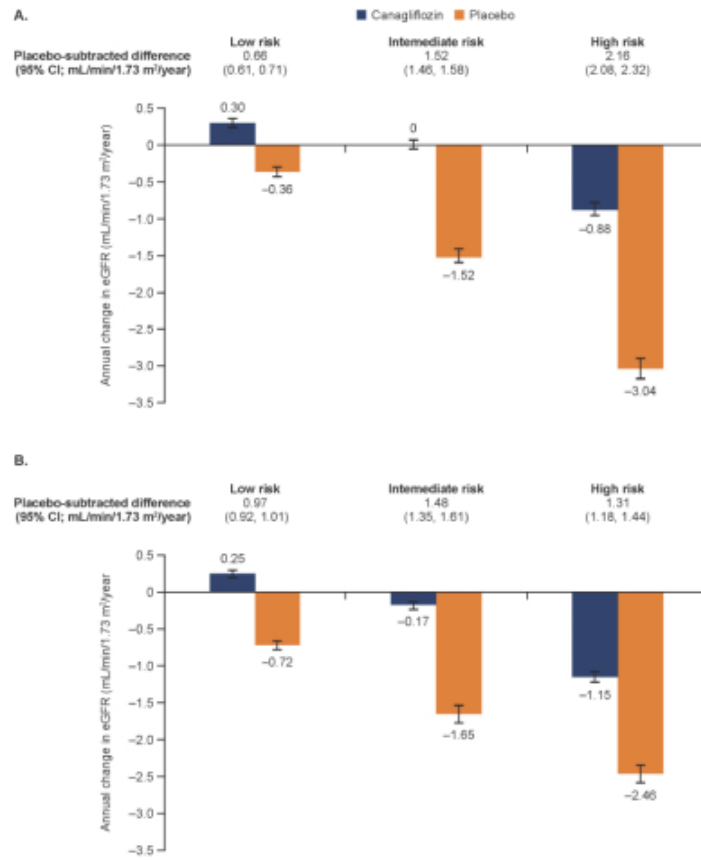 A.
Canagliflozin Placebo
Low risk Intemediate risk High risk
Placebo-subtracted difference 0.66 1.52 2.16
(95% CI; mL/min/1.73 m²/year) (0.61, 0.71) (1.46, 1.58) (2.08, 2.32)
Annual change in eGFR (mL/min/1.73 m²/year)
0.5
0
−0.5
−1.0
−1.5
−2.0
−2.5
−3.0
−3.5
0.30
−0.36
0
−1.52
−0.88
−3.04
B.
Low risk Intemediate risk High risk
Placebo-subtracted difference 0.97 1.48 1.31
(95% CI; mL/min/1.73 m²/year) (0.92, 1.01) (1.35, 1.61) (1.18, 1.44)
Annual change in eGFR (mL/min/1.73 m²/year
0.5
0
−0.5
−1.0
−1.5
−2.0
−2.5
−3.0
−3.5
0.25
−0.72
−0.17
−1.65
−1.15
−2.46